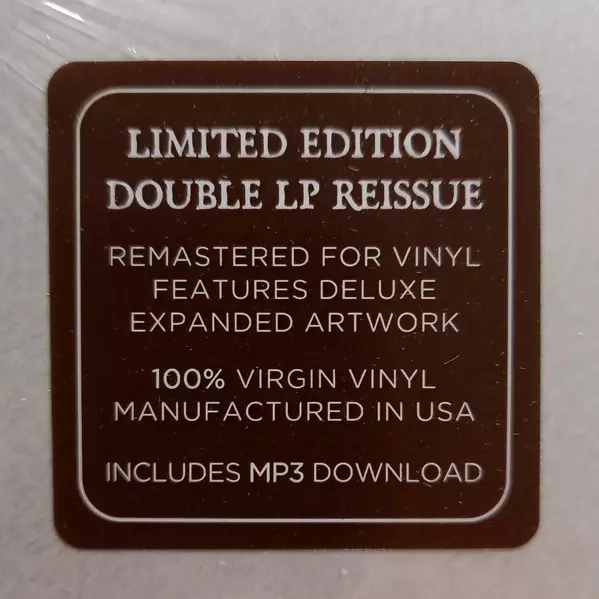 LIMITED EDITION
DOUBLE LP REISSUE
REMASTERED FOR VINYL
FEATURES DELUXE
EXPANDED ARTWORK
100% VIRGIN VINYL
MANUFACTURED IN USA
INCLUDES MP3 DOWNLOAD